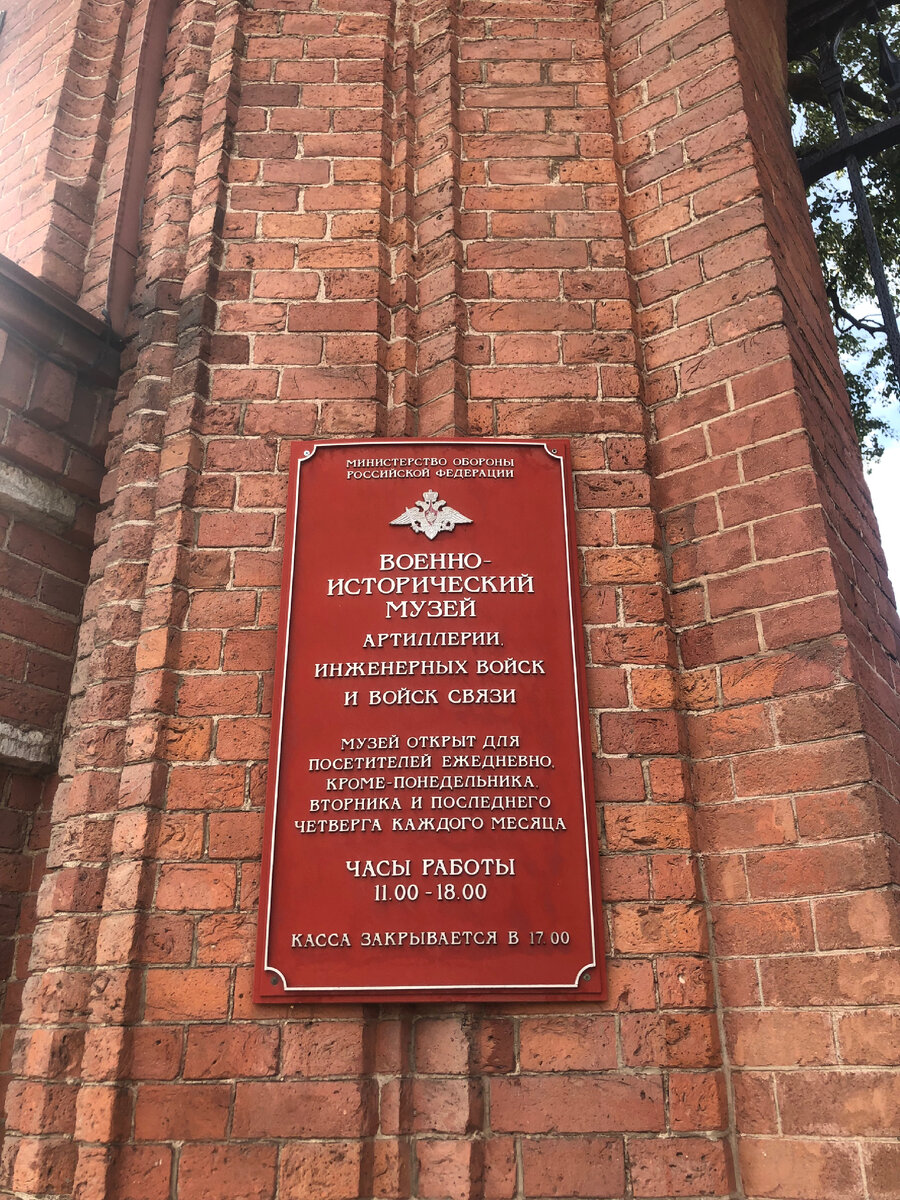 МИНИСТЕРСТВО ОБОРОНЫ
РОССИЙСКОЙ ФЕДЕРАЦИИ
ВОЕННО-
ИСТОРИЧЕСКИЙ
МУЗЕЙ
АРТИЛЛЕРИИ,
ИНЖЕНЕРНЫХ ВОЙСК
И ВОЙСК СВЯЗИ
МУЗЕЙ ОТКРЫТ ДЛЯ
ПОСЕТИТЕЛЕЙ ЕЖЕДНЕВНО,
КРОМЕ-ПОНЕДЕЛЬНИКА,
ВТОРНИКА И ПОСЛЕДНЕГО
ЧЕТВЕРГА КАЖДОГО МЕСЯЦА
ЧАСЫ РАБОТЫ
11.00 - 18.00
КАССА ЗАКРЫВАЕТСЯ В 17.00